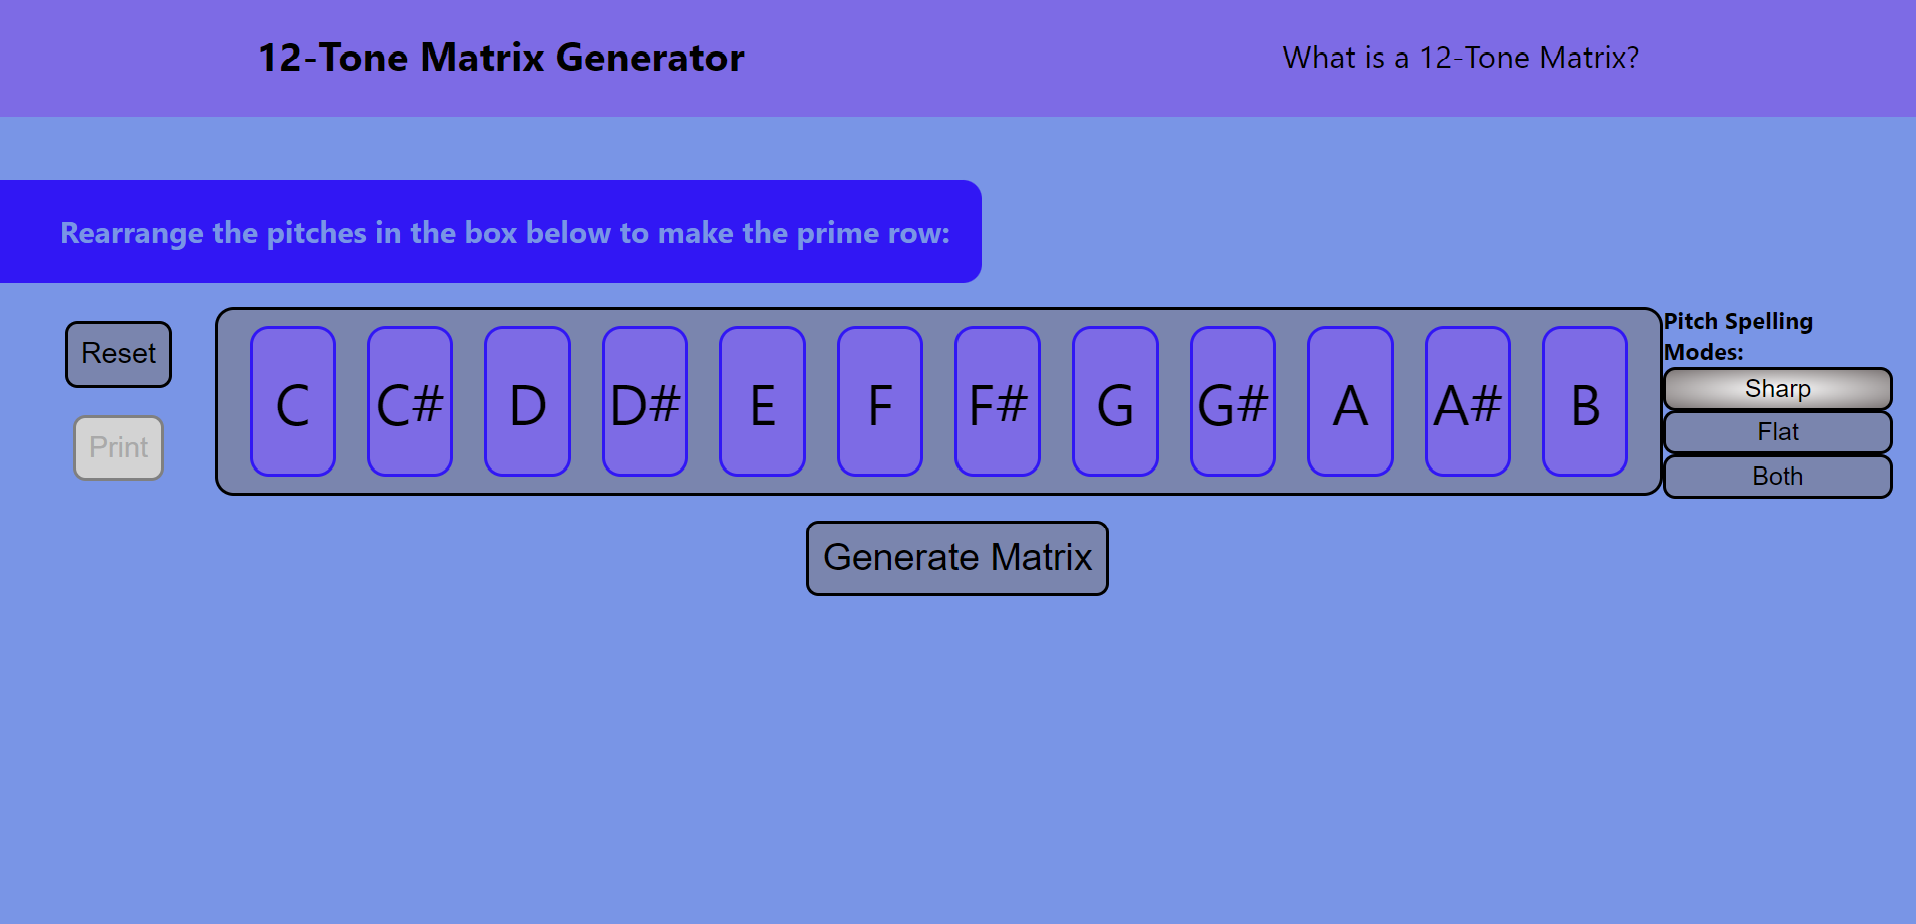 12-Tone Matrix Generator
What is a 12-Tone Matrix?
Rearrange the pitches in the box below to make the prime row:
Reset
Print
C C# D D# E F F# G G# A A# B
Pitch Spelling
Modes:
Sharp
Flat
Both
Generate Matrix